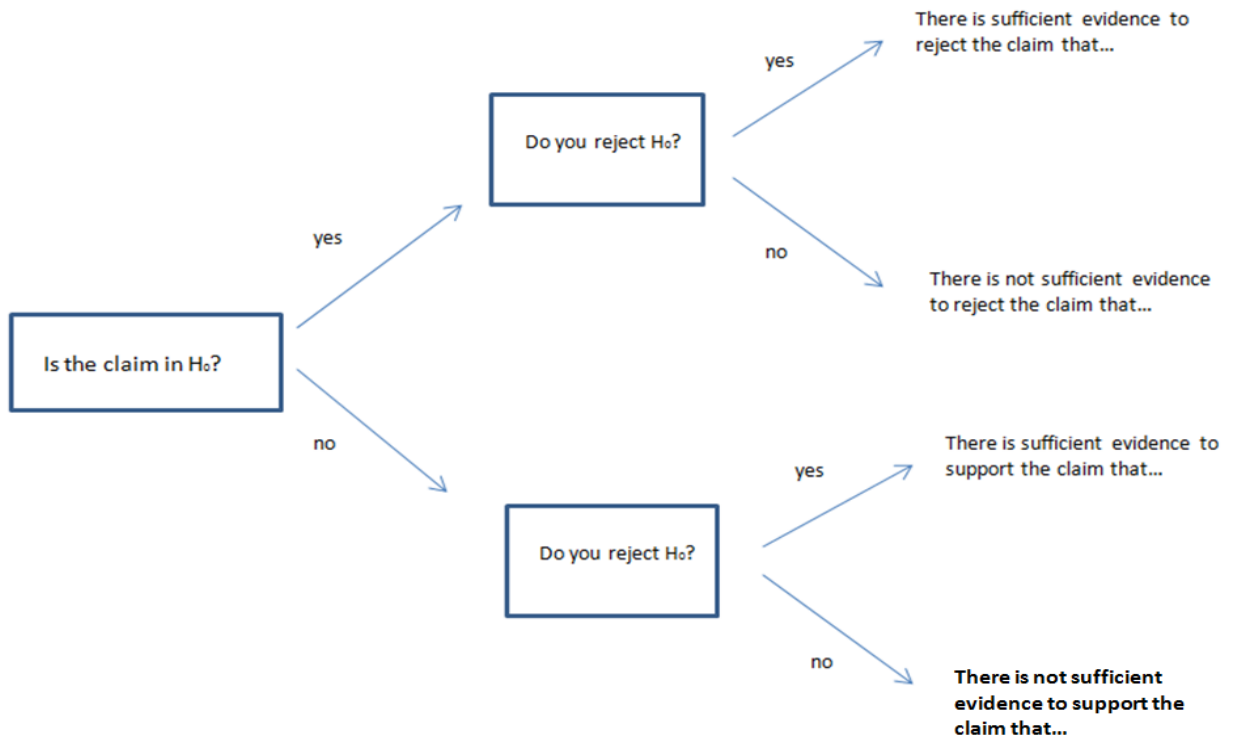 There is sufficient evidence to
reject the claim that...
yes
Do you reject H₀?
no
yes
There is not sufficient evidence
to reject the claim that...
Is the claim in H₀?
no
There is sufficient evidence to
support the claim that...
yes
Do you reject H₀?
no
There is not sufficient
evidence to support the
claim that...